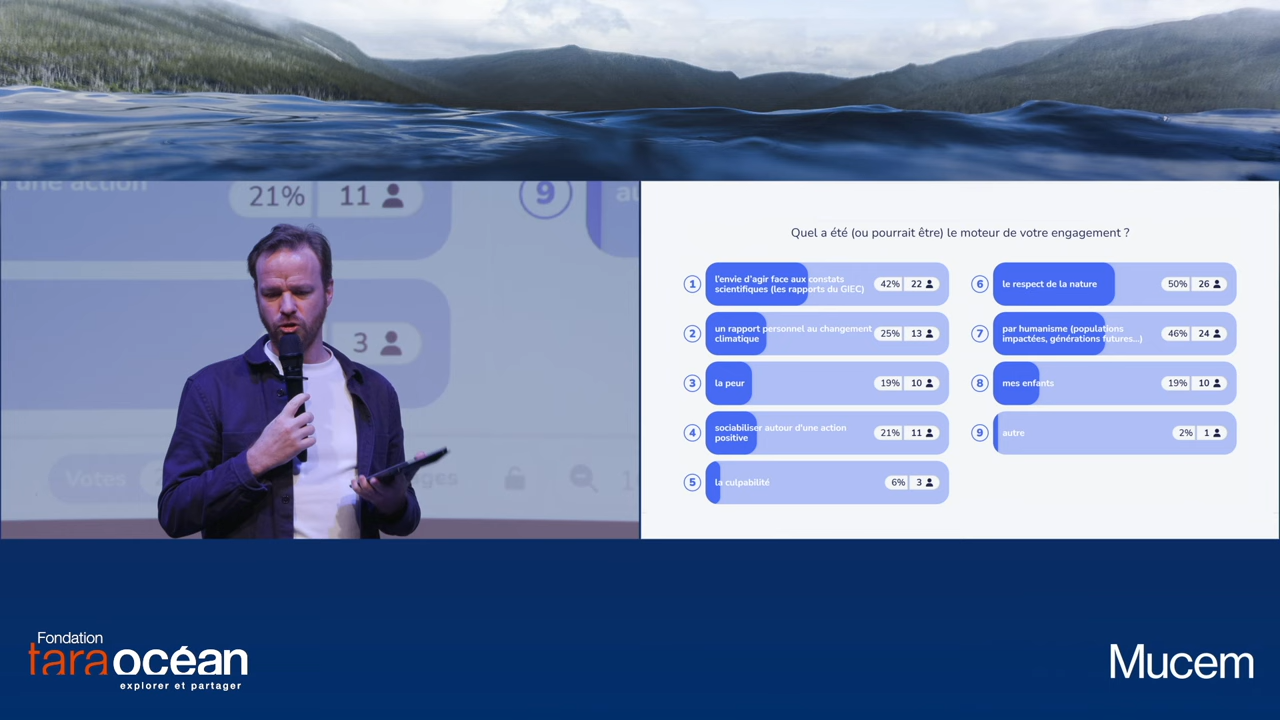 une action
21% 11
9
3
Votes
Quel a été (ou pourrait être) le moteur de votre engagement ?
1 l'envie d'agir face aux constats
scientifiques (les rapports du GIEC) 42% 22
2 un rapport personnel au changement
climatique 25% 13
3 la peur 19% 10
4 sociabiliser autour d'une action
positive 21% 11
5 la culpabilité 6% 3
6 le respect de la nature 50% 26
7 par humanisme (populations
impactées, générations futures...) 46% 24
8 mes enfants 19% 10
9 autre 2% 1
Fondation
tara océan
explorer et partager
Mucem